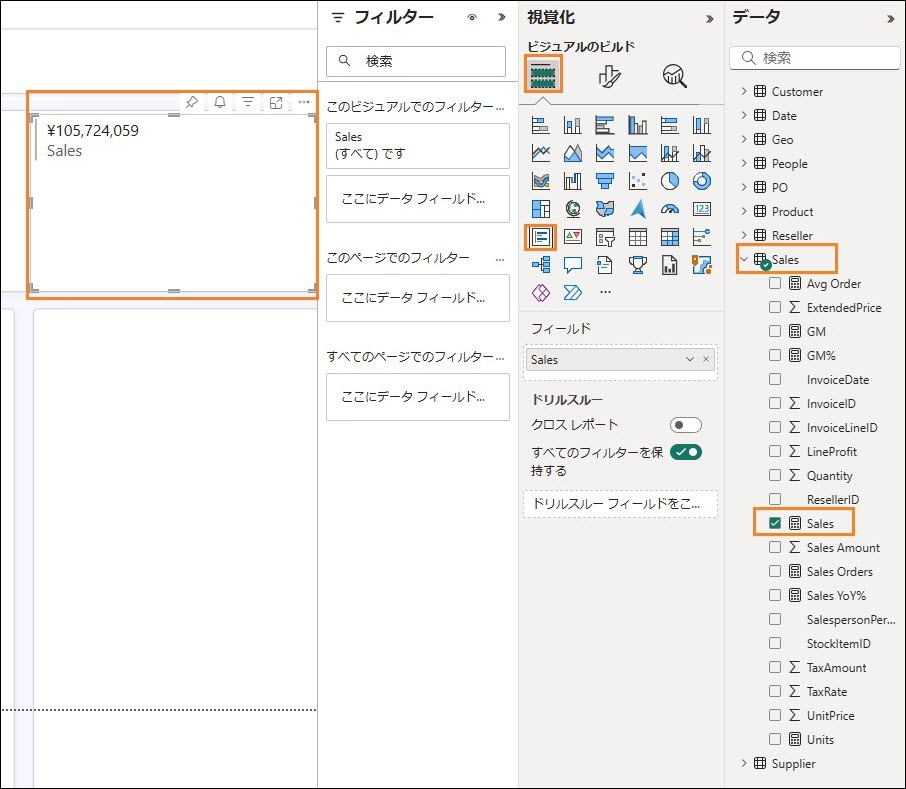 ¥105,724,059
Sales
フィルター
検索
このビジュアルでのフィルター...
Sales
(すべて) です
ここにデータ フィールド...
このページでのフィルター
ここにデータ フィールド...
すべてのページでのフィルター...
ここにデータ フィールド...
視覚化
ビジュアルのビルド
123
フィールド
Sales
ドリルスルー
クロス レポート
すべてのフィルターを保
持する
ドリルスルー フィールドをこ...
データ
検索
Customer
Date
Geo
People
PO
Product
Reseller
Sales
Avg Order
ExtendedPrice
GM
GM%
InvoiceDate
InvoiceID
InvoiceLineID
LineProfit
Quantity
ResellerID
Sales
Sales Amount
Sales Orders
Sales YoY%
SalespersonPer...
StockItemID
TaxAmount
TaxRate
UnitPrice
Units
Supplier